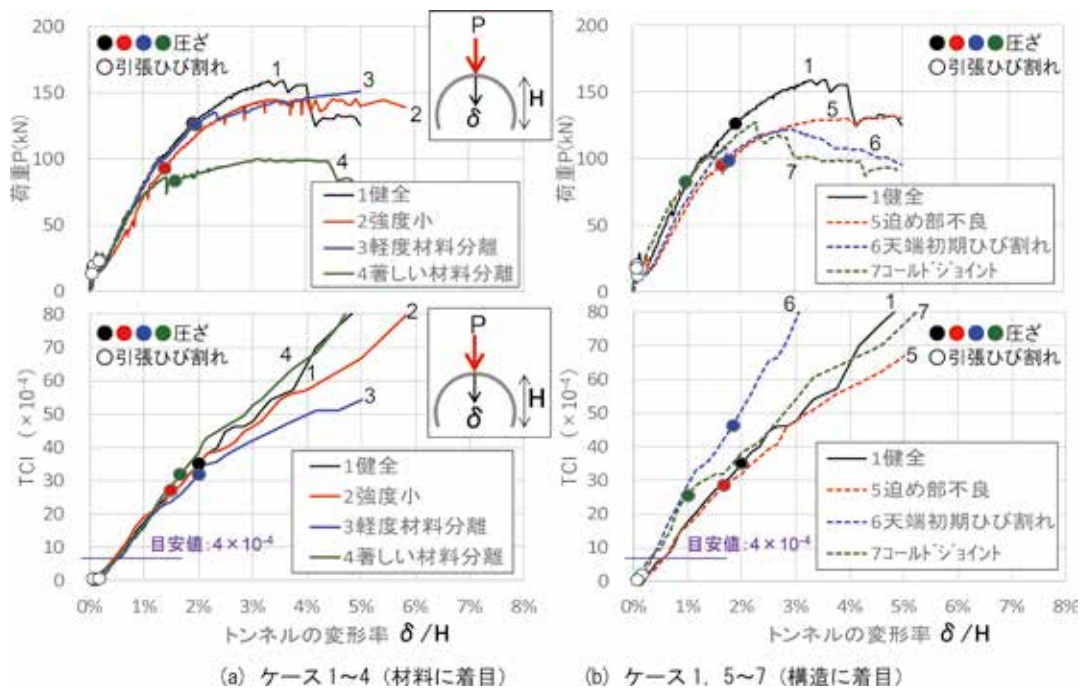 200
150
100
50
0
荷重P(kN)
圧ざ
引張ひび割れ
1
3
2
4
P
H
δ
1健全
2強度小
3軽度材料分離
4著しい材料分離
200
150
100
50
0
荷重P(kN)
圧ざ
引張ひび割れ
1
5
6
7
1健全
5迫め部不良
6天端初期ひび割れ
7コールドジョイント
80
70
60
50
40
30
20
10
0
TCI (×10-4)
圧ざ
引張ひび割れ
4
1
2
3
P
H
δ
1健全
2強度小
3軽度材料分離
4著しい材料分離
目安値:4×10-4
0% 1% 2% 3% 4% 5% 6% 7% 8%
トンネルの変形率 δ/H
80
70
60
50
40
30
20
10
0
TCI (×10-4)
6
1
7
5
圧ざ
引張ひび割れ
1健全
5迫め部不良
6天端初期ひび割れ
7コールドジョイント
目安値:4×10-4
0% 1% 2% 3% 4% 5% 6% 7% 8%
トンネルの変形率 δ/H
(a) ケース1~4 (材料に着目)
(b) ケース1, 5~7 (構造に着目)